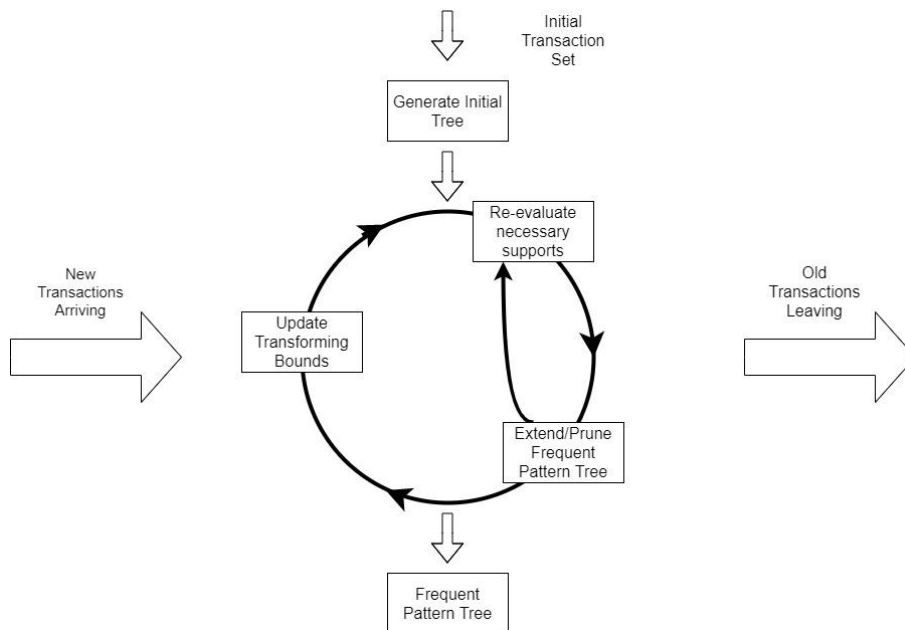 Initial
Transaction
Set
Generate Initial
Tree
Re-evaluate
necessary
supports
New
Transactions
Arriving
Old
Transactions
Leaving
Update
Transforming
Bounds
Extend/Prune
Frequent
Pattern Tree
Frequent
Pattern Tree